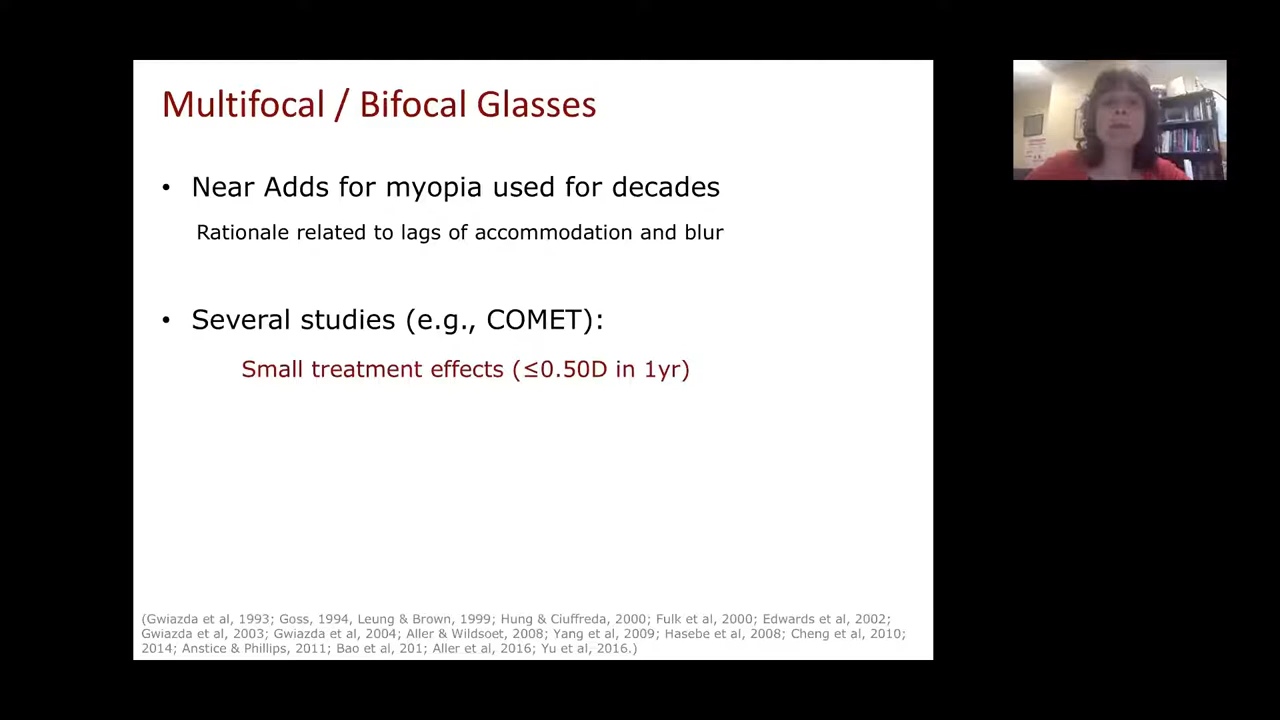 Multifocal / Bifocal Glasses
• Near Adds for myopia used for decades
Rationale related to lags of accommodation and blur
• Several studies (e.g., COMET):
Small treatment effects (≤0.50D in 1yr)
(Gwiazda et al, 1993; Goss, 1994, Leung & Brown, 1999; Hung & Ciuffreda, 2000; Fulk et al, 2000; Edwards et al, 2002;
Gwiazda et al, 2003; Gwiazda et al, 2004; Aller & Wildsoet, 2008; Yang et al, 2009; Hasebe et al, 2008; Cheng et al, 2010;
2014; Anstice & Phillips, 2011; Bao et al, 201; Aller et al, 2016; Yu et al, 2016.)